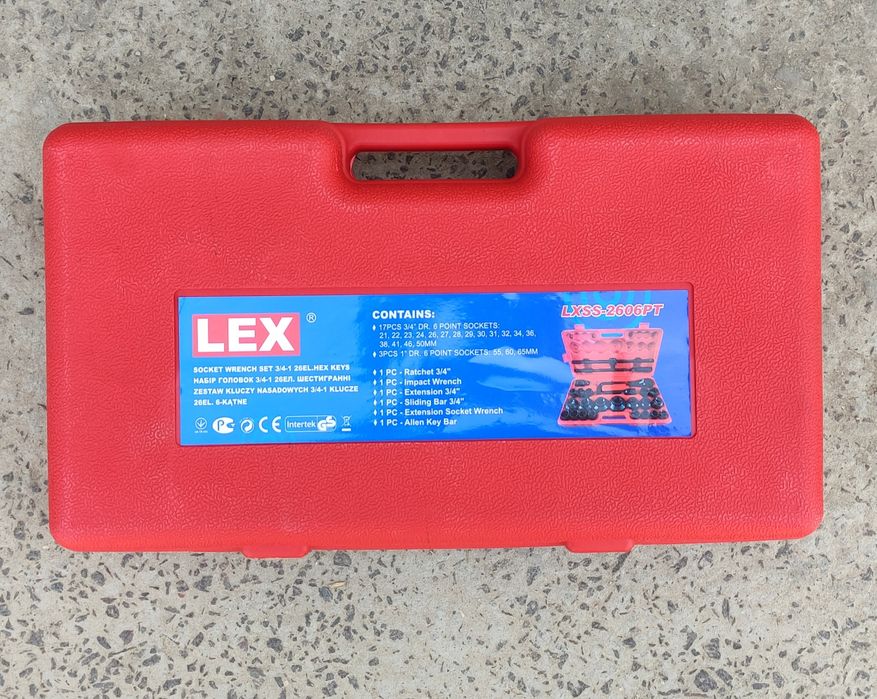 LEX ®
SOCKET WRENCH SET 3/4-1 26EL.HEX KEYS
НАБІР ГОЛОВОК 3/4-1 26ЕЛ. ШЕСТИГРАННІ
ZESTAW KLUCZY NASADOWYCH 3/4-1 KLUCZE
26EL. 6-KĄTNE
CE Intertek GS
CONTAINS:
17PCS 3/4" DR. 6 POINT SOCKETS:
21, 22, 23, 24, 26, 27, 28, 29, 30, 31, 32, 34, 36,
38, 41, 46, 50MM
3PCS 1" DR. 6 POINT SOCKETS: 55, 60, 65MM
1 PC - Ratchet 3/4"
1 PC - Impact Wrench
1 PC - Extension 3/4"
1 PC - Sliding Bar 3/4"
1 PC - Extension Socket Wrench
1 PC - Allen Key Bar
LXSS-2606PT